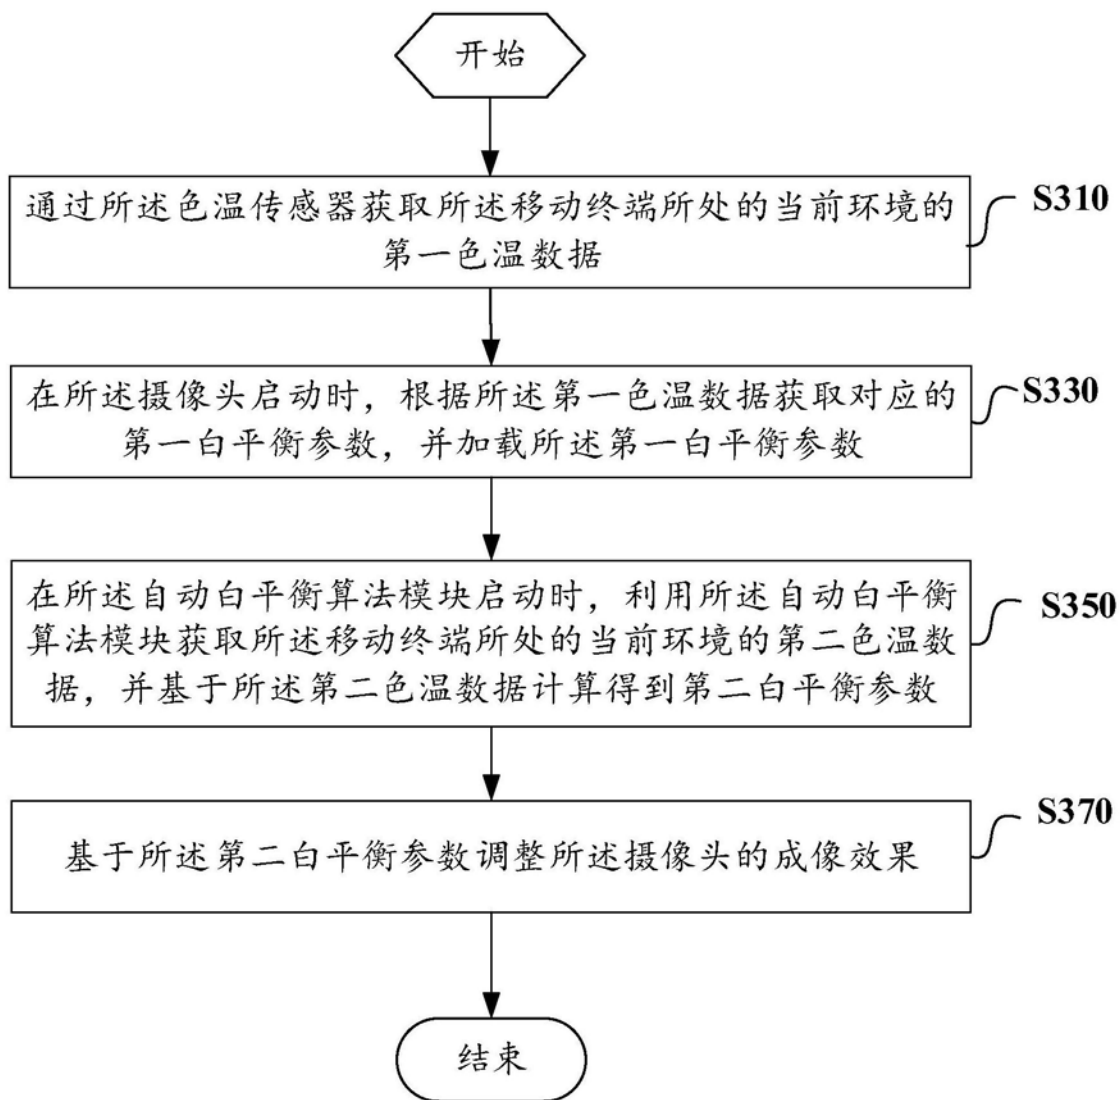 开始
通过所述色温传感器获取所述移动终端所处的当前环境的
第一色温数据
S310
在所述摄像头启动时，根据所述第一色温数据获取对应的
第一白平衡参数，并加载所述第一白平衡参数
S330
在所述自动白平衡算法模块启动时，利用所述自动白平衡
算法模块获取所述移动终端所处的当前环境的第二色温数
据，并基于所述第二色温数据计算得到第二白平衡参数
S350
基于所述第二白平衡参数调整所述摄像头的成像效果
S370
结束